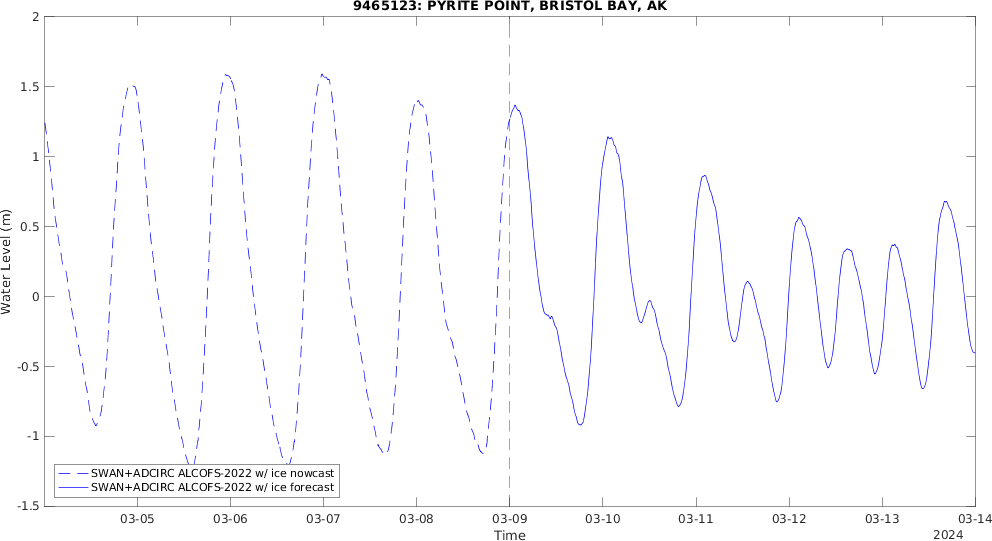 9465123: PYRITE POINT, BRISTOL BAY, AK
Water Level (m)
2
1.5
1
0.5
0
-0.5
-1
-1.5
SWAN+ADCIRC ALCOFS-2022 w/ ice nowcast
SWAN+ADCIRC ALCOFS-2022 w/ ice forecast
03-05 03-06 03-07 03-08 03-09 03-10 03-11 03-12 03-13 03-14
Time
2024